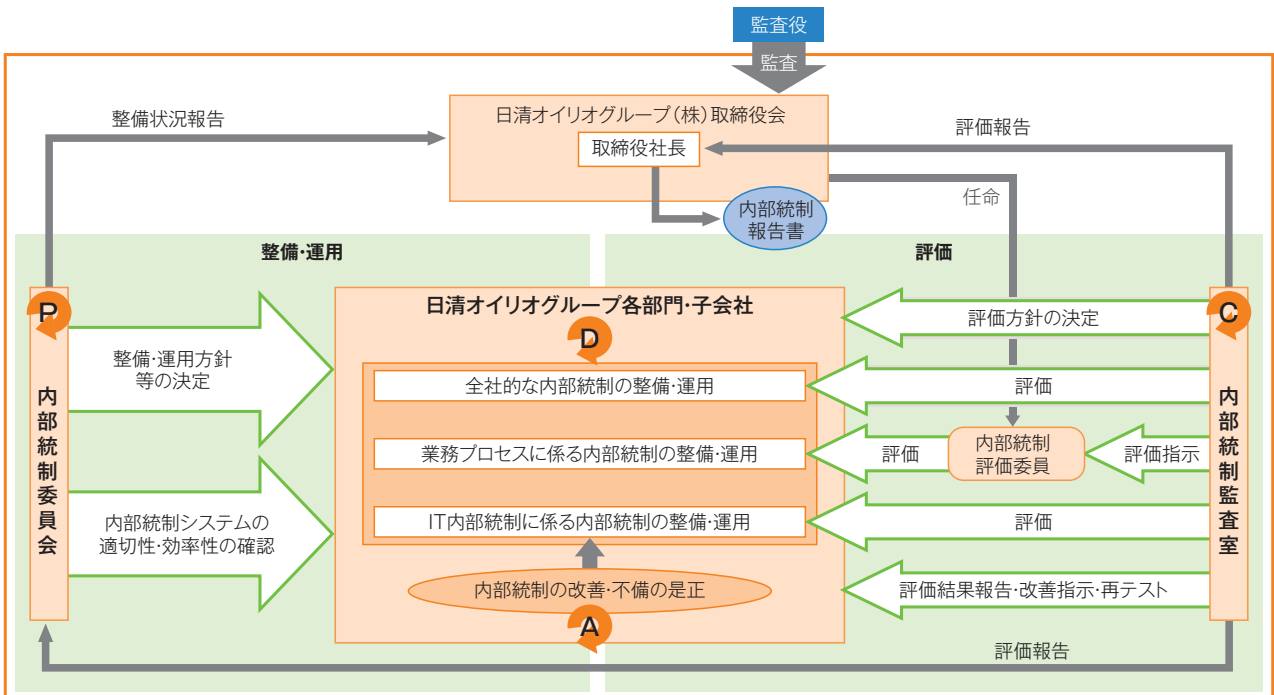 監査役
監査
日清オイリオグループ(株)取締役会
取締役社長
整備状況報告
評価報告
任命
内部統制
報告書
整備・運用
評価
P
内部統制委員会
整備・運用方針
等の決定
内部統制システムの
適切性・効率性の確認
日清オイリオグループ各部門・子会社
D
全社的な内部統制の整備・運用
業務プロセスに係る内部統制の整備・運用
IT内部統制に係る内部統制の整備・運用
内部統制の改善・不備の是正
A
評価方針の決定
評価
評価
内部統制
評価委員
評価指示
評価
評価結果報告・改善指示・再テスト
C
内部統制監査室
評価報告